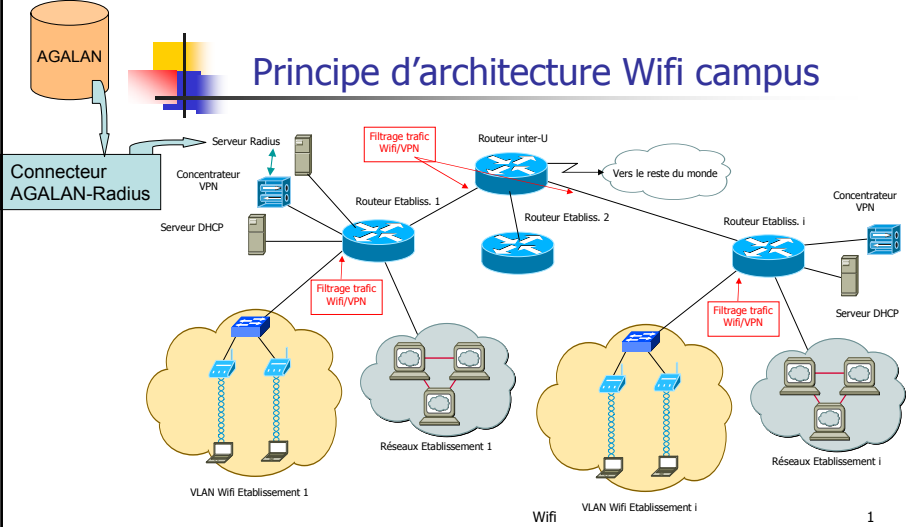 AGALAN
Principe d'architecture Wifi campus
Connecteur
AGALAN-Radius
Serveur Radius
Concentrateur
VPN
Serveur DHCP
Filtrage trafic
Wifi/VPN
Routeur inter-U
Vers le reste du monde
Routeur Etabliss. 1
Routeur Etabliss. 2
Routeur Etabliss. i
Concentrateur
VPN
Serveur DHCP
Filtrage trafic
Wifi/VPN
Filtrage trafic
Wifi/VPN
Réseaux Etablissement 1
Réseaux Etablissement i
VLAN Wifi Etablissement 1
VLAN Wifi Etablissement i
Wifi
1